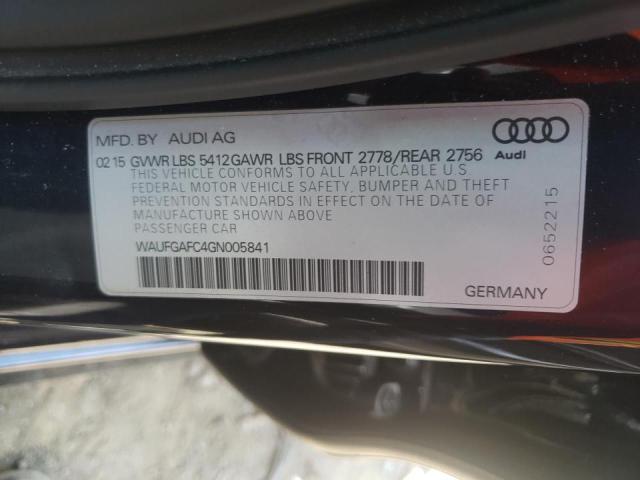 MFD. BY AUDI AG
02 15 GVWR LBS 5412 GAWR LBS FRONT 2778/REAR 2756
Audi
THIS VEHICLE CONFORMS TO ALL APPLICABLE U.S
FEDERAL MOTOR VEHICLE SAFETY, BUMPER AND THEFT
PREVENTION STANDARDS IN EFFECT ON THE DATE OF
MANUFACTURE SHOWN ABOVE
PASSENGER CAR
WAUFGAFC4GN005841
0652215
GERMANY